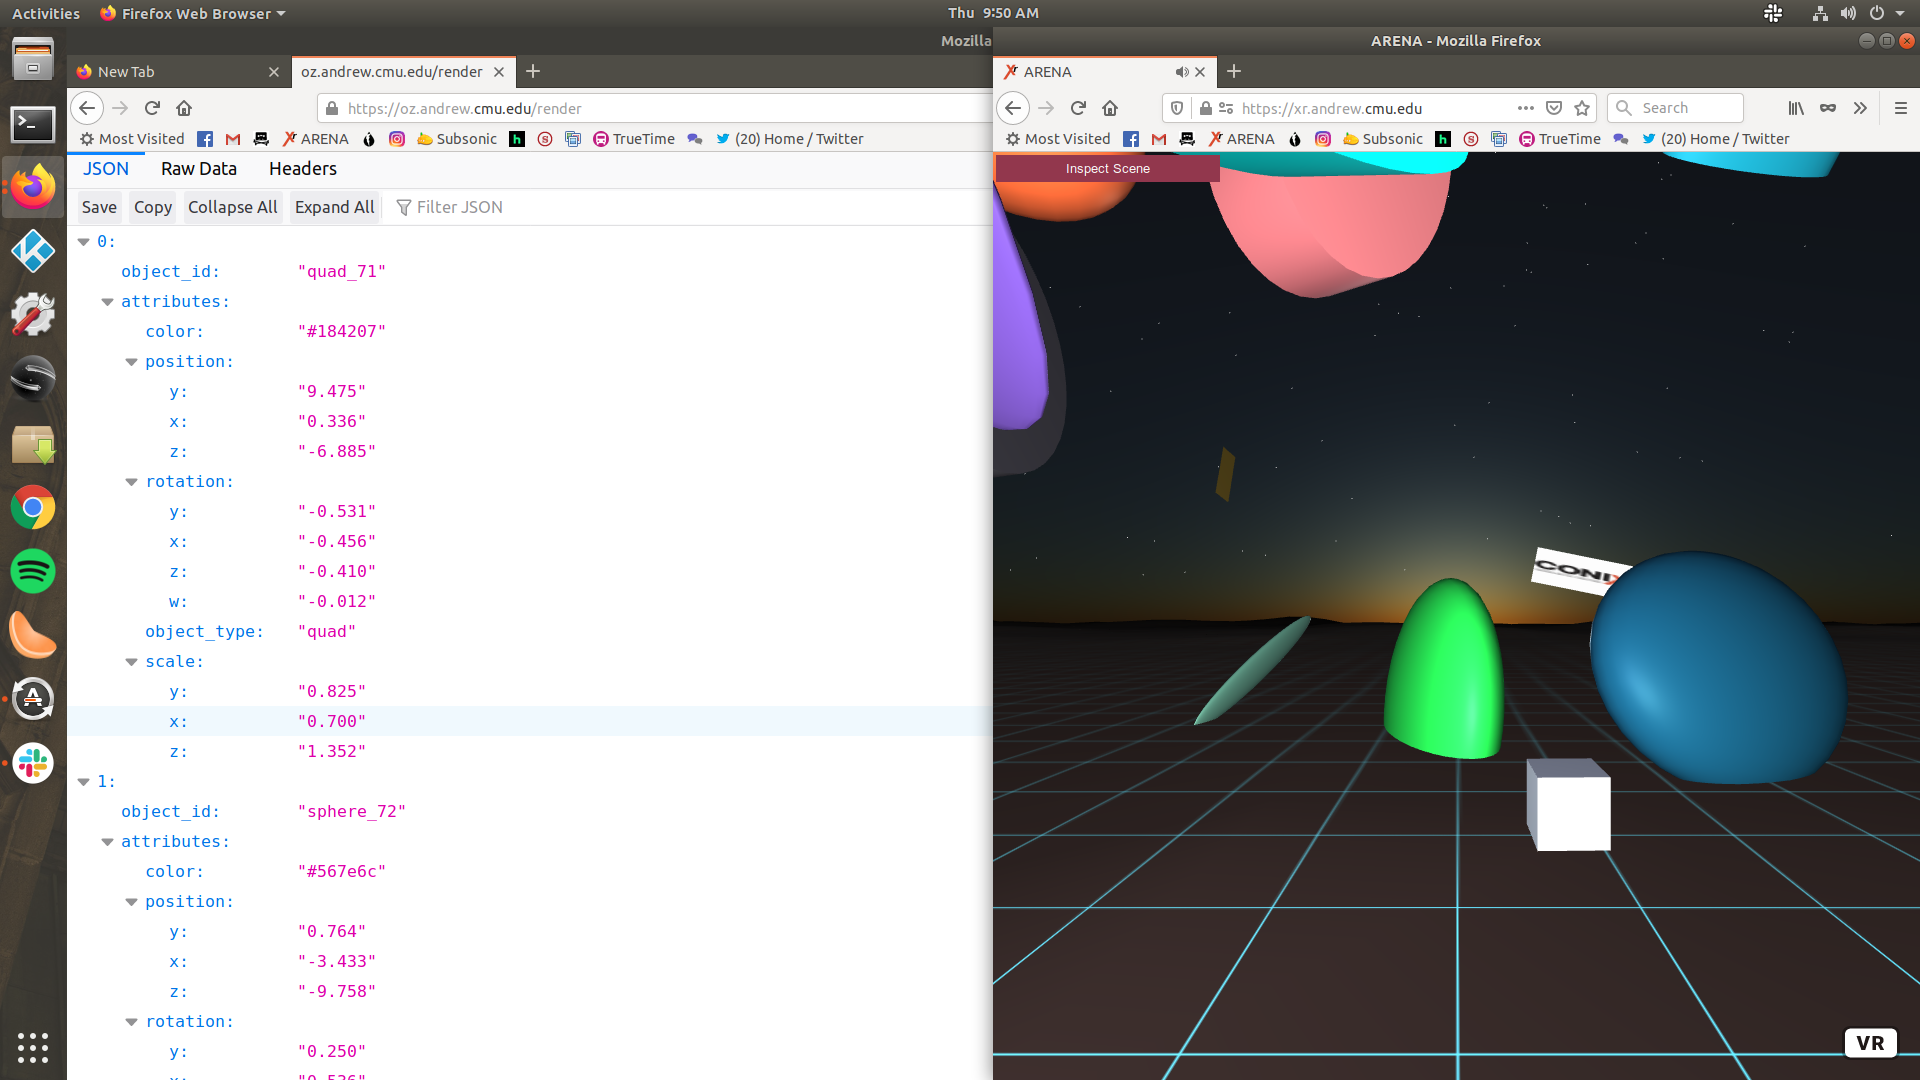 Activities
Firefox Web Browser
Thu 9:50 AM
Mozilla
New Tab
oz.andrew.cmu.edu/render
https://oz.andrew.cmu.edu/render
Most Visited
ARENA
Subsonic
h
S
TrueTime
(20) Home / Twitter
JSON
Raw Data
Headers
Save
Copy
Collapse All
Expand All
Filter JSON
0:
object_id: "quad_71"
attributes:
color: "#184207"
position:
y: "9.475"
x: "0.336"
z: "-6.885"
rotation:
y: "-0.531"
x: "-0.456"
z: "-0.410"
w: "-0.012"
object_type: "quad"
scale:
y: "0.825"
x: "0.700"
z: "1.352"
1:
object_id: "sphere_72"
attributes:
color: "#567e6c"
position:
y: "0.764"
x: "-3.433"
z: "-9.758"
rotation:
y: "0.250"
x: "0.536"
ARENA - Mozilla Firefox
Xr ARENA
https://xr.andrew.cmu.edu
Search
Most Visited
ARENA
Subsonic
h
S
TrueTime
(20) Home / Twitter
Inspect Scene
CONIX
VR